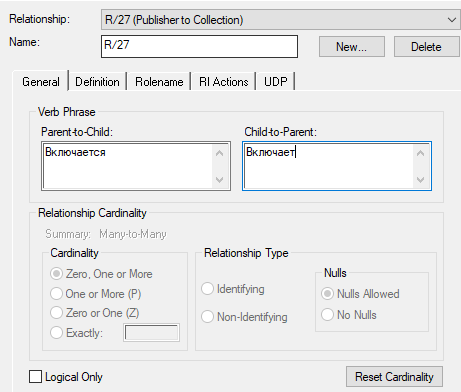 Relationship: R/27 (Publisher to Collection)
Name: R/27 New... Delete
General Definition Rolename RI Actions UDP
Verb Phrase
Parent-to-Child: Child-to-Parent:
Включается Включает
Relationship Cardinality
Summary: Many-to-Many
Cardinality Relationship Type
Zero, One or More Identifying Nulls
One or More (P) Nulls Allowed
Zero or One (Z) Non-Identifying No Nulls
Exactly:
Logical Only Reset Cardinality